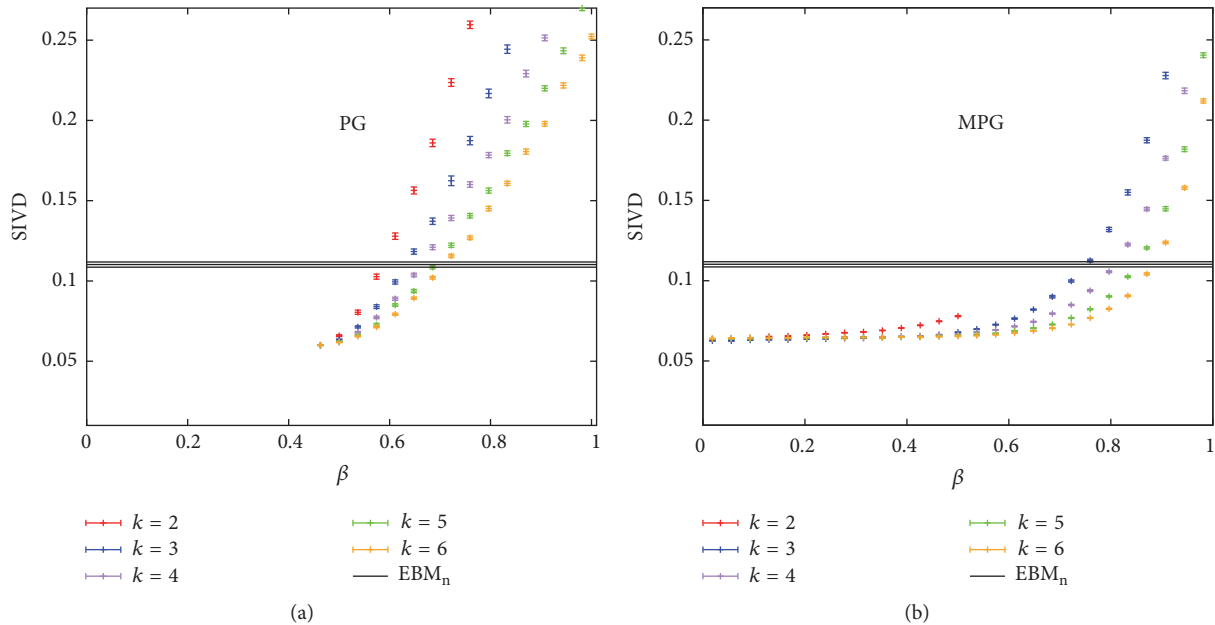 0.25
0.2
0.15
0.1
0.05
SIVD
PG
0
0.2
0.4
0.6
0.8
1
β
k = 2
k = 3
k = 4
k = 5
k = 6
EBMn
(a)
0.25
0.2
0.15
0.1
0.05
SIVD
MPG
0
0.2
0.4
0.6
0.8
1
β
k = 2
k = 3
k = 4
k = 5
k = 6
EBMn
(b)